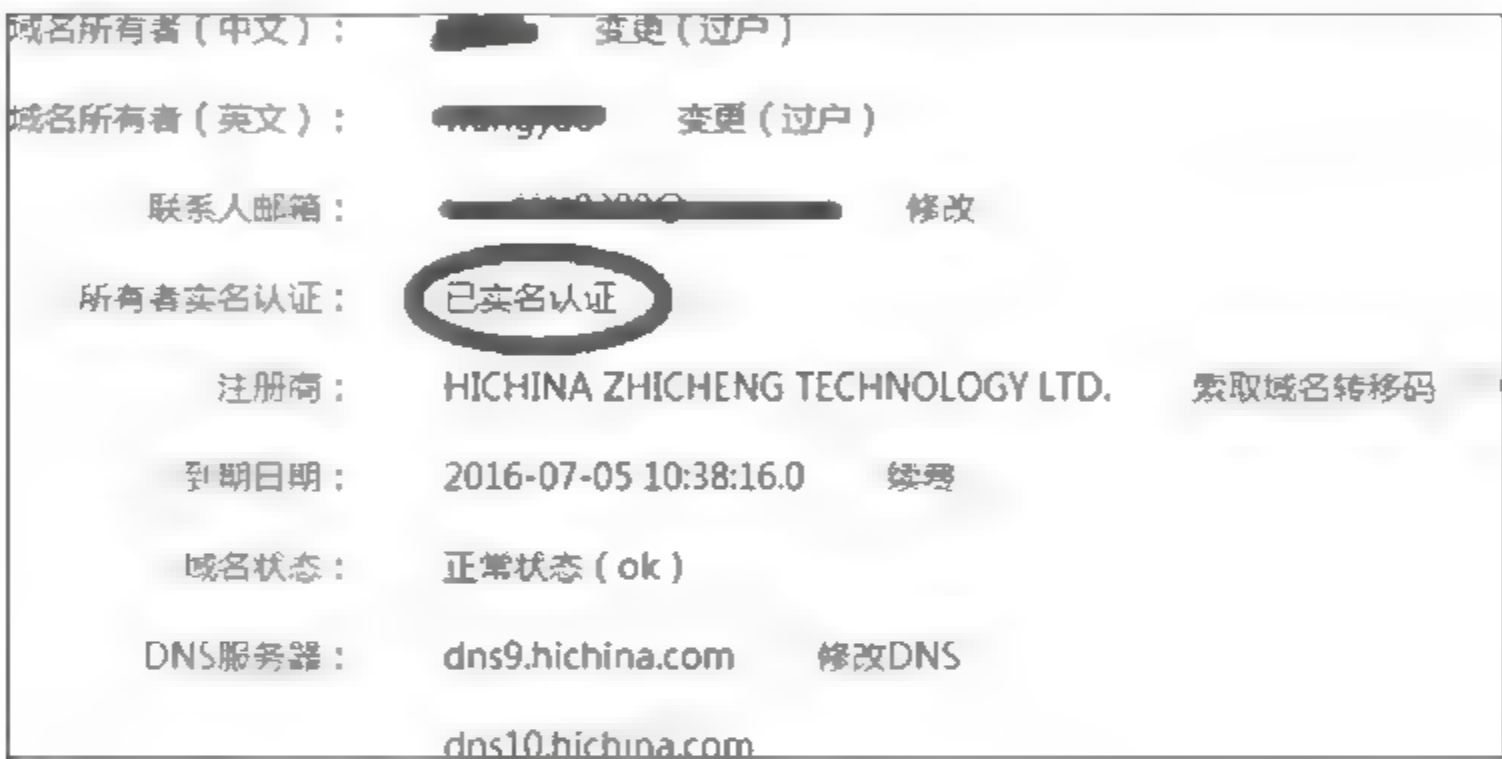 域名所有者（中文）： 变更（过户）
域名所有者（英文）： 变更（过户）
联系人邮箱： 修改
所有者实名认证： 已实名认证
注册商： HICHINA ZHICHENG TECHNOLOGY LTD. 索取域名转移码
到期日期： 2016-07-05 10:38:16.0 续费
域名状态： 正常状态（ok）
DNS服务器： dns9.hichina.com 修改DNS
dns10.hichina.com